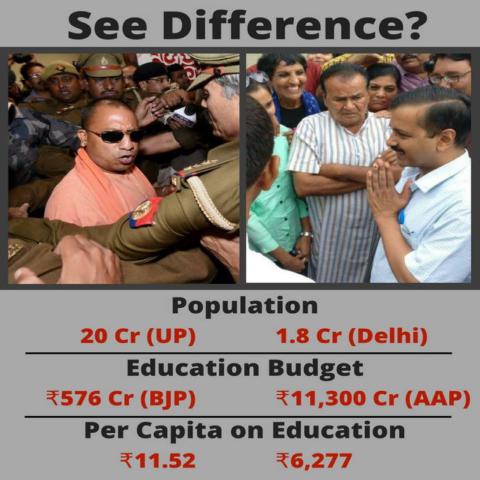 See Difference?
Population
20 Cr (UP) 1.8 Cr (Delhi)
Education Budget
₹576 Cr (BJP) ₹11,300 Cr (AAP)
Per Capita on Education
₹11.52 ₹6,277